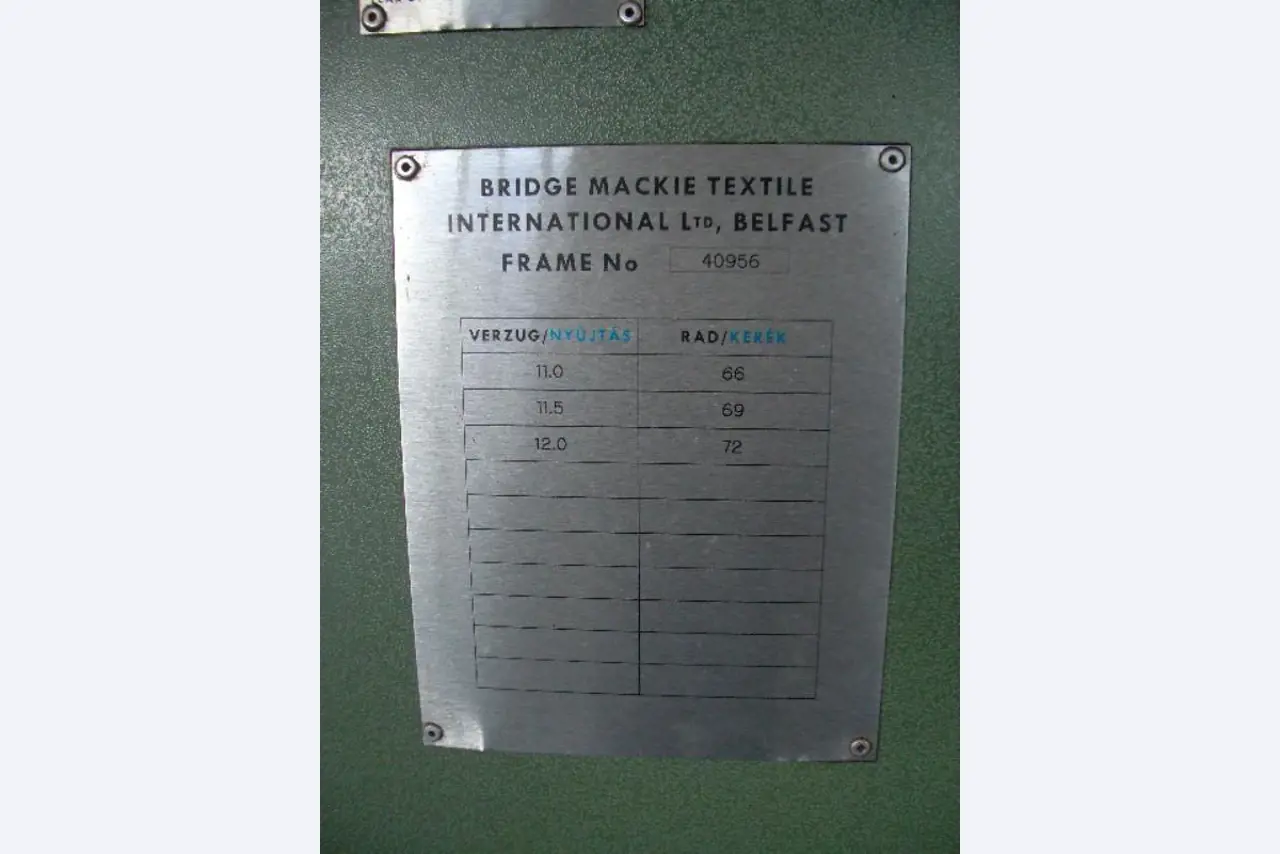 BRIDGE MACKIE TEXTILE
INTERNATIONAL LTD, BELFAST
FRAME No 40956
VERZUG/NYÚJTÁS RAD/KERÉK
11.0 66
11.5 69
12.0 72